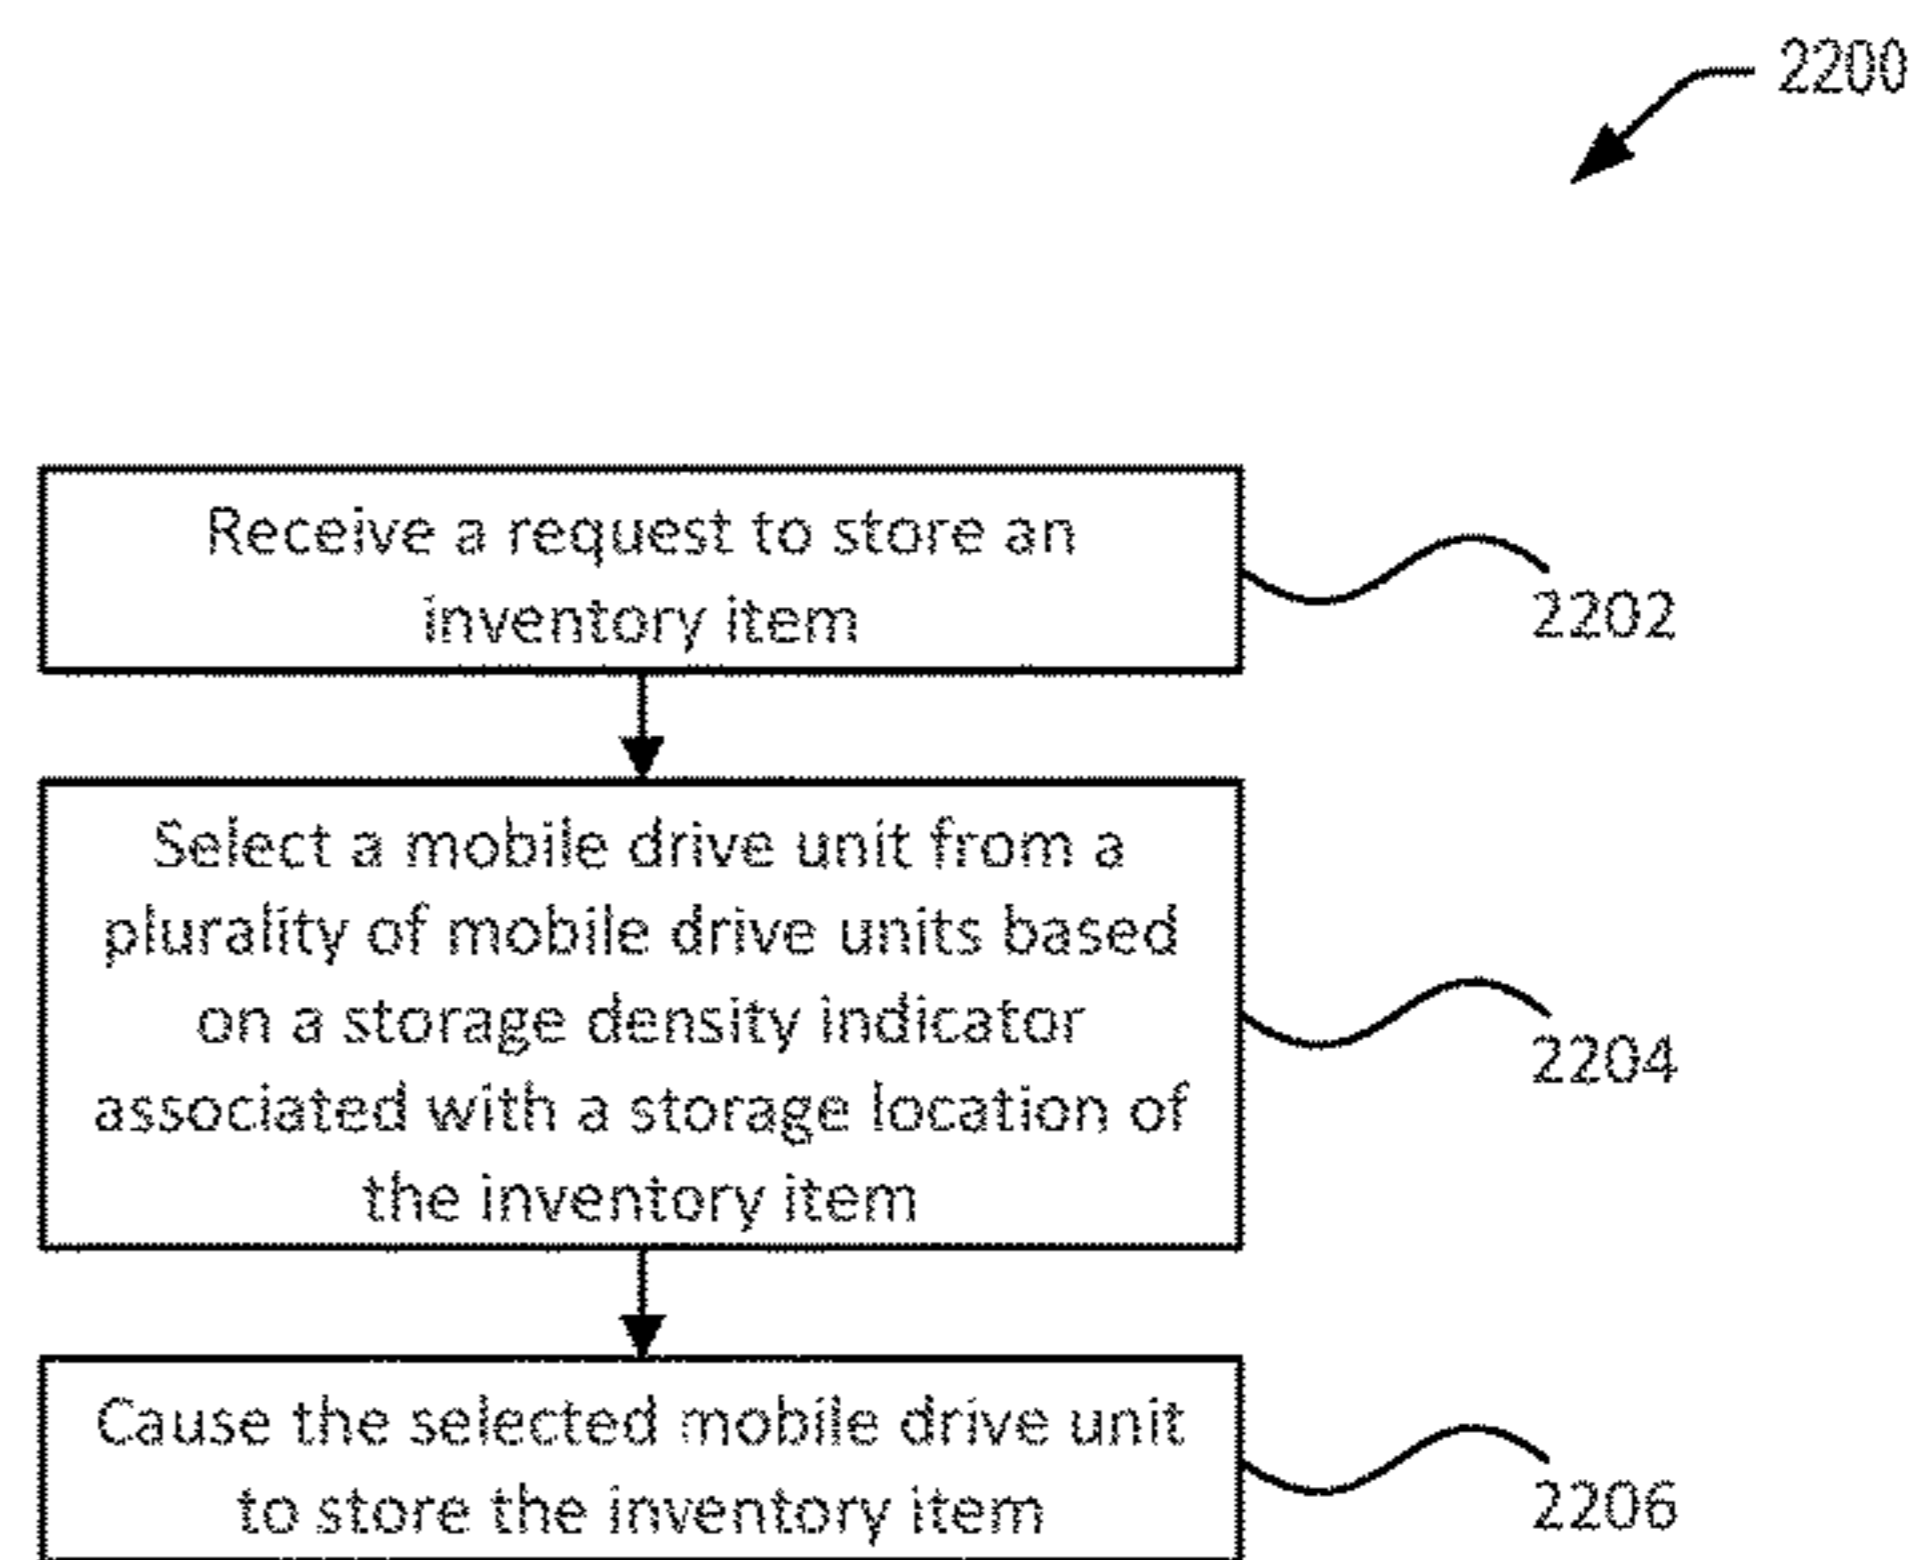 2200
Receive a request to store an
inventory item
2202
Select a mobile drive unit from a
plurality of mobile drive units based
on a storage density indicator
associated with a storage location of
the inventory item
2204
Cause the selected mobile drive unit
to store the inventory item
2206